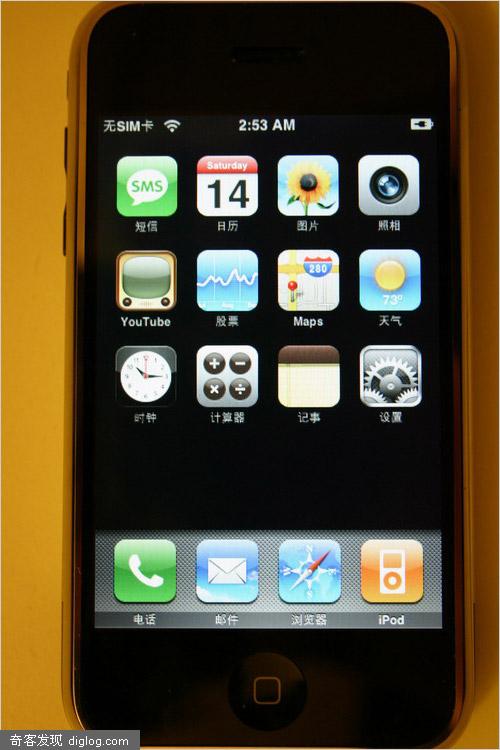 无SIM卡 2:53 AM
SMS Saturday 14
短信 日历 图片 照相
280 73°
YouTube 股票 Maps 天气
时钟 计算器 记事 设置
电话 邮件 浏览器 iPod
奇客发现 diglog.com